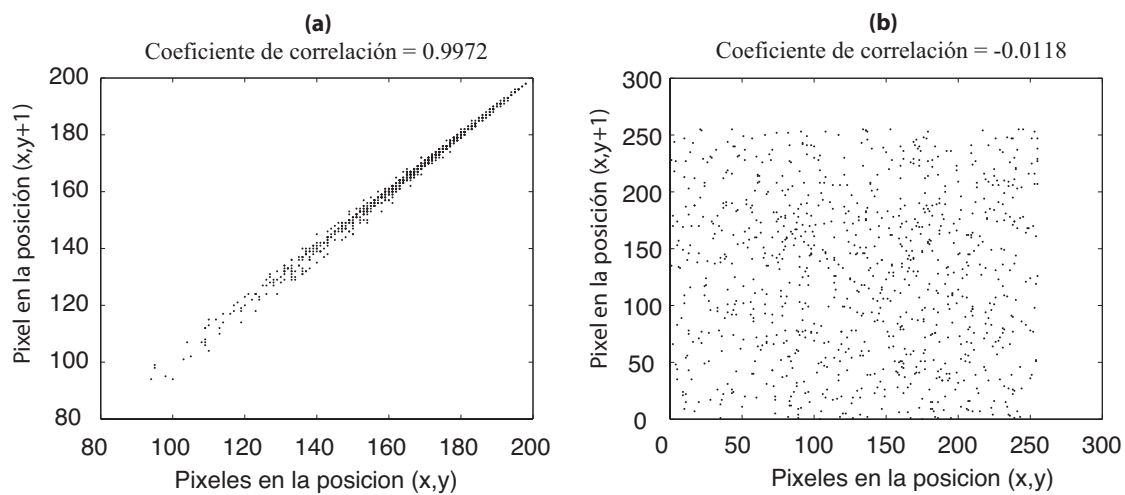 (a)
Coeficiente de correlación = 0.9972
200
180
160
140
120
100
80
80 100 120 140 160 180 200
Pixel en la posición (x,y+1)
Pixeles en la posicion (x,y)
(b)
Coeficiente de correlación = -0.0118
300
250
200
150
100
50
0
0 50 100 150 200 250 300
Pixel en la posición (x,y+1)
Pixeles en la posicion (x,y)